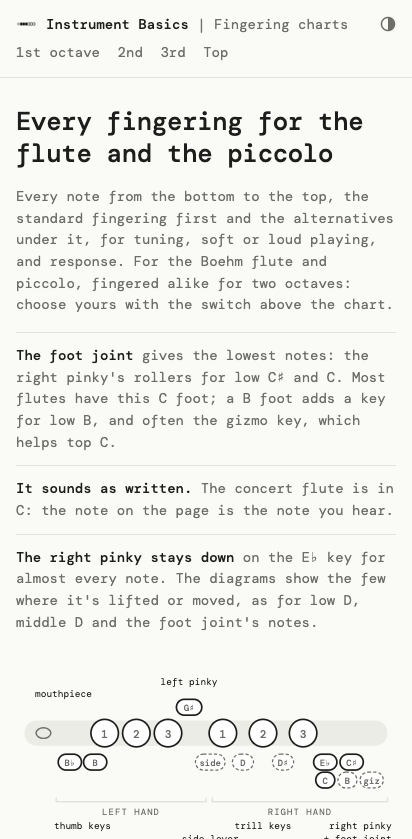 Instrument Basics | Fingering charts
1st octave 2nd 3rd Top
Every fingering for the
flute and the piccolo
Every note from the bottom to the top, the
standard fingering first and the alternatives
under it, for tuning, soft or loud playing,
and response. For the Boehm flute and
piccolo, fingered alike for two octaves:
choose yours with the switch above the chart.
The foot joint gives the lowest notes: the
right pinky's rollers for low C♯ and C. Most
flutes have this C foot; a B foot adds a key
for low B, and often the gizmo key, which
helps top C.
It sounds as written. The concert flute is in
C: the note on the page is the note you hear.
The right pinky stays down on the E♭ key for
almost every note. The diagrams show the few
where it's lifted or moved, as for low D,
middle D and the foot joint's notes.
left pinky
mouthpiece
G♯
1 2 3 1 2 3
B♭ B side D D♯ E♭ C♯
C B giz
LEFT HAND RIGHT HAND
thumb keys trill keys right pinky
side lever + foot joint